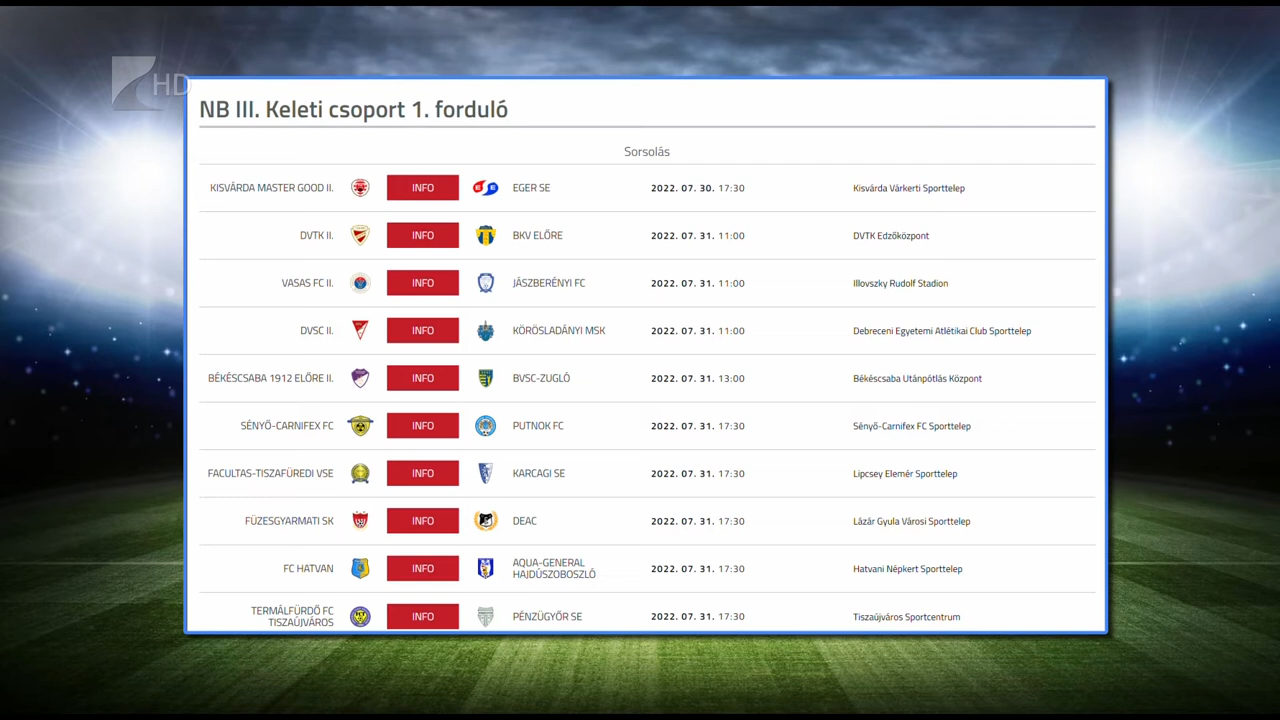 HD
NB III. Keleti csoport 1. forduló
Sorsolás
KISVÁRDA MASTER GOOD II. INFO EGER SE 2022. 07. 30. 17:30 Kisvárda Várkerti Sporttelep
DVTK II. INFO BKV ELŐRE 2022. 07. 31. 11:00 DVTK Edzőközpont
VASAS FC II. INFO JÁSZBERÉNYI FC 2022. 07. 31. 11:00 Illovszky Rudolf Stadion
DVSC II. INFO KÖRÖSLADÁNYI MSK 2022. 07. 31. 11:00 Debreceni Egyetemi Atlétikai Club Sporttelep
BÉKÉSCSABA 1912 ELŐRE II. INFO BVSC-ZUGLÓ 2022. 07. 31. 13:00 Békéscsaba Utánpótlás Központ
SÉNYŐ-CARNIFEX FC INFO PUTNOK FC 2022. 07. 31. 17:30 Sényő-Carnifex FC Sporttelep
FACULTAS-TISZAFÜREDI VSE INFO KARCAGI SE 2022. 07. 31. 17:30 Lipcsey Elemér Sporttelep
FÜZESGYARMATI SK INFO DEAC 2022. 07. 31. 17:30 Lázár Gyula Városi Sporttelep
FC HATVAN INFO AQUA-GENERAL
HAJDÚSZOBOSZLÓ 2022. 07. 31. 17:30 Hatvani Népkert Sporttelep
TERMÁLFÜRDŐ FC
TISZAÚJVÁROS INFO PÉNZÜGYŐR SE 2022. 07. 31. 17:30 Tiszaújváros Sportcentrum